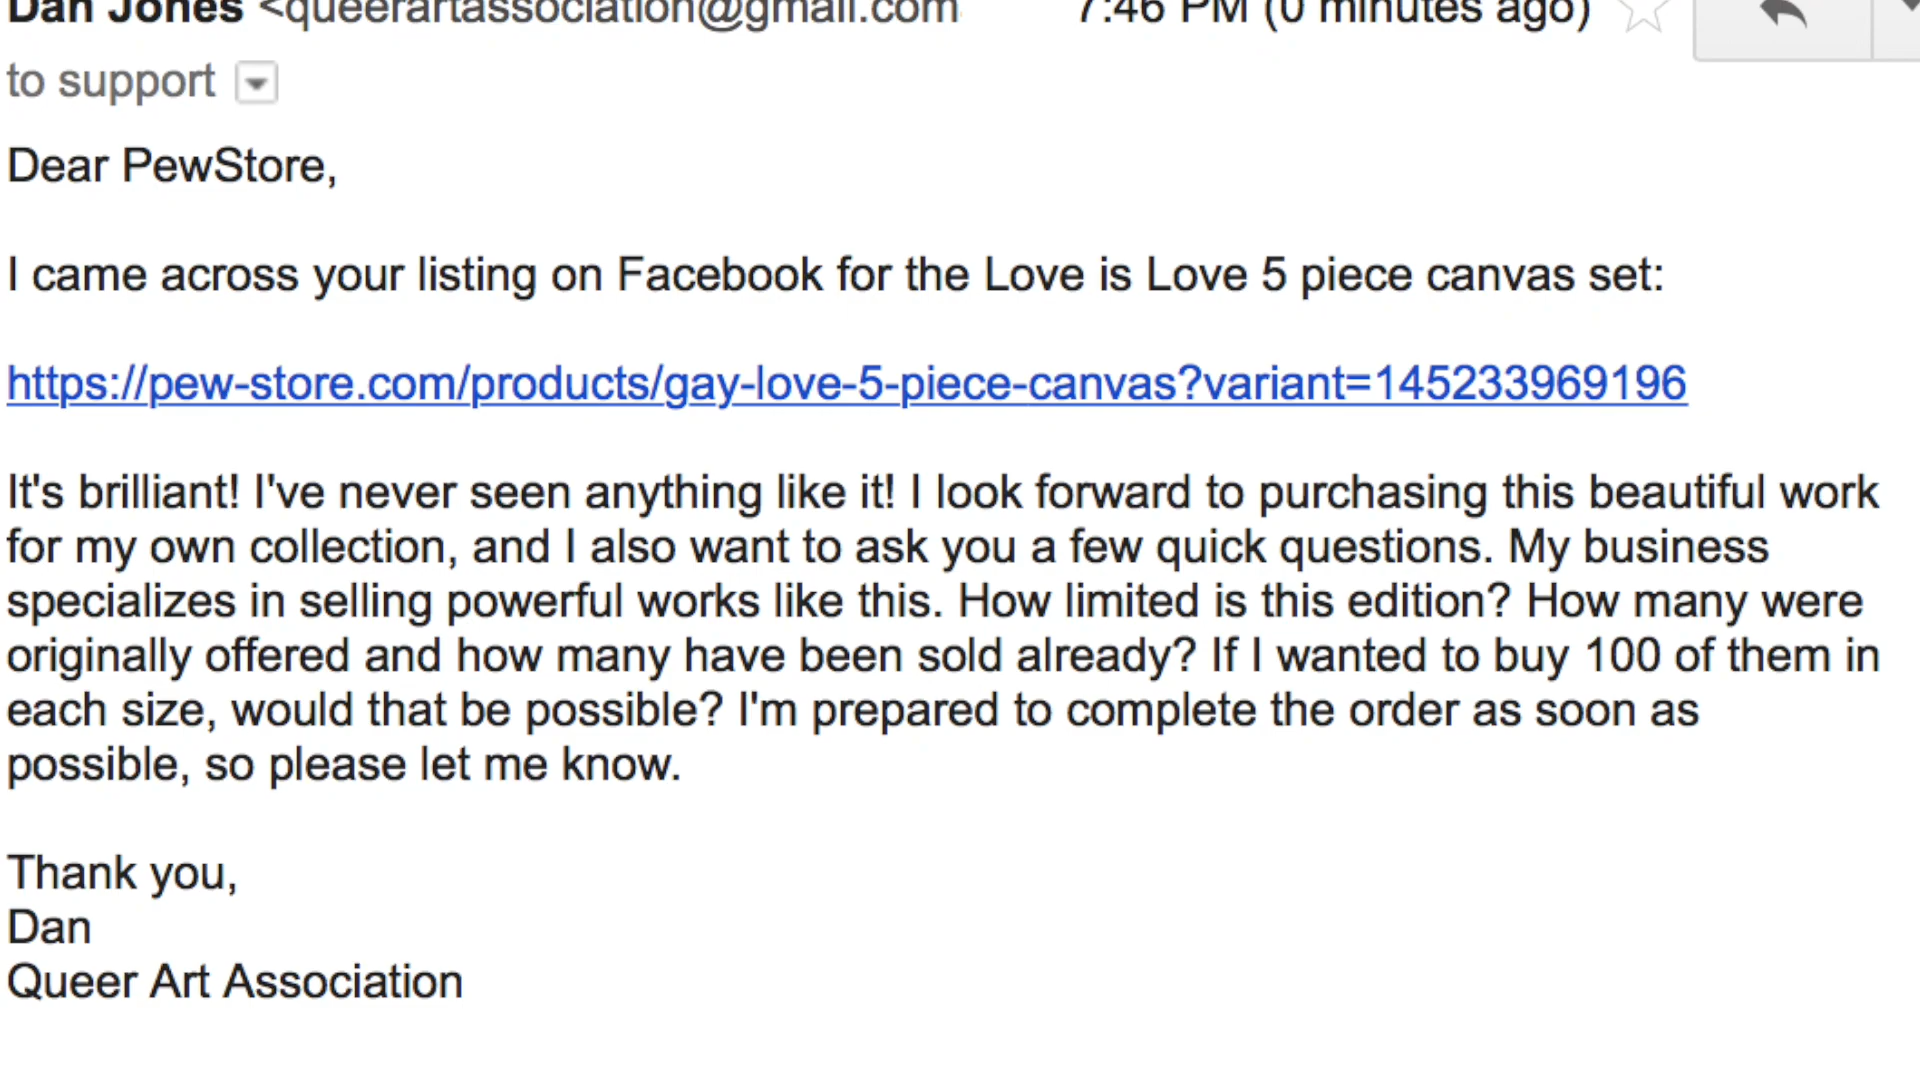 Dan Jones <queerartassociation@gmail.com 7:46 PM (0 minutes ago)
to support
Dear PewStore,
I came across your listing on Facebook for the Love is Love 5 piece canvas set:
https://pew-store.com/products/gay-love-5-piece-canvas?variant=145233969196
It's brilliant! I've never seen anything like it! I look forward to purchasing this beautiful work
for my own collection, and I also want to ask you a few quick questions. My business
specializes in selling powerful works like this. How limited is this edition? How many were
originally offered and how many have been sold already? If I wanted to buy 100 of them in
each size, would that be possible? I'm prepared to complete the order as soon as
possible, so please let me know.
Thank you,
Dan
Queer Art Association